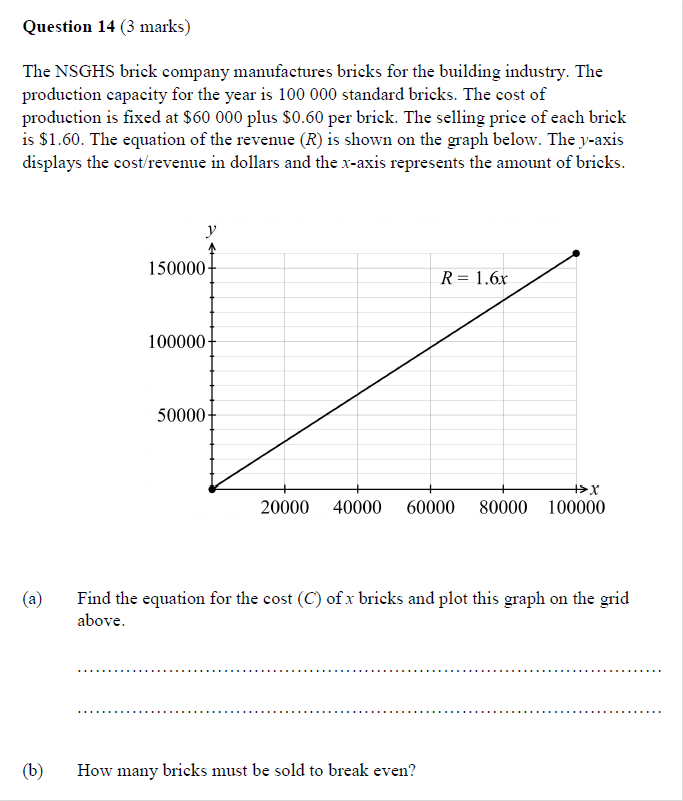 Question 14 (3 marks)
The NSGHS brick company manufactures bricks for the building industry. The
production capacity for the year is 100 000 standard bricks. The cost of
production is fixed at $60 000 plus $0.60 per brick. The selling price of each brick
is $1.60. The equation of the revenue (R) is shown on the graph below. The y-axis
displays the cost/revenue in dollars and the x-axis represents the amount of bricks.
y
150000
R = 1.6x
100000
50000
x
20000 40000 60000 80000 100000
(a) Find the equation for the cost (C) of x bricks and plot this graph on the grid
above.
................................................................................
................................................................................
(b) How many bricks must be sold to break even?